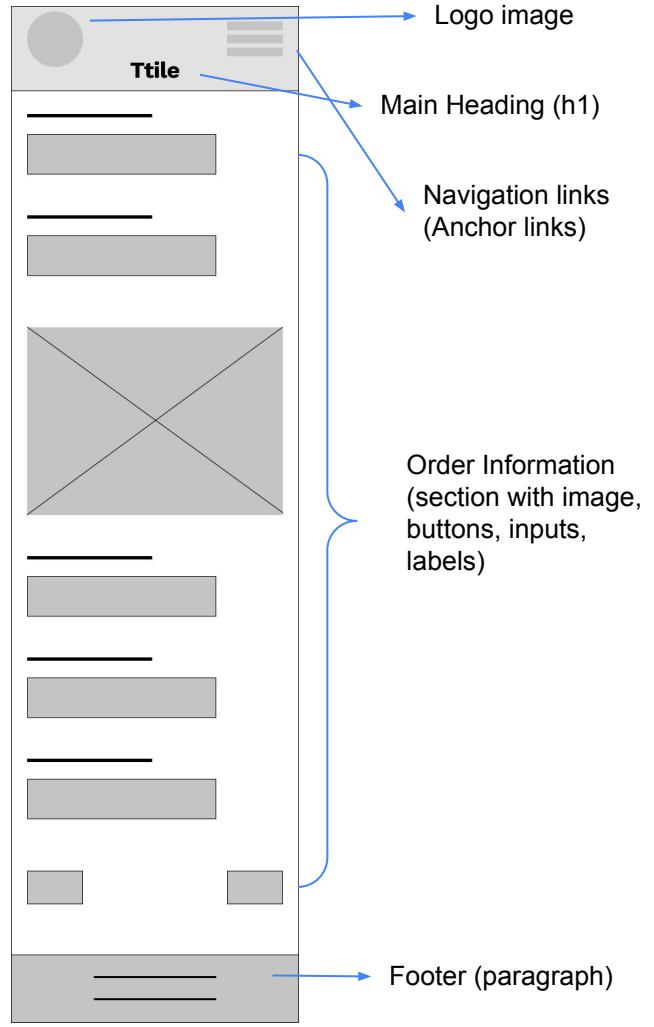 Logo image
Ttile
Main Heading (h1)
Navigation links
(Anchor links)
Order Information
(section with image,
buttons, inputs,
labels)
Footer (paragraph)